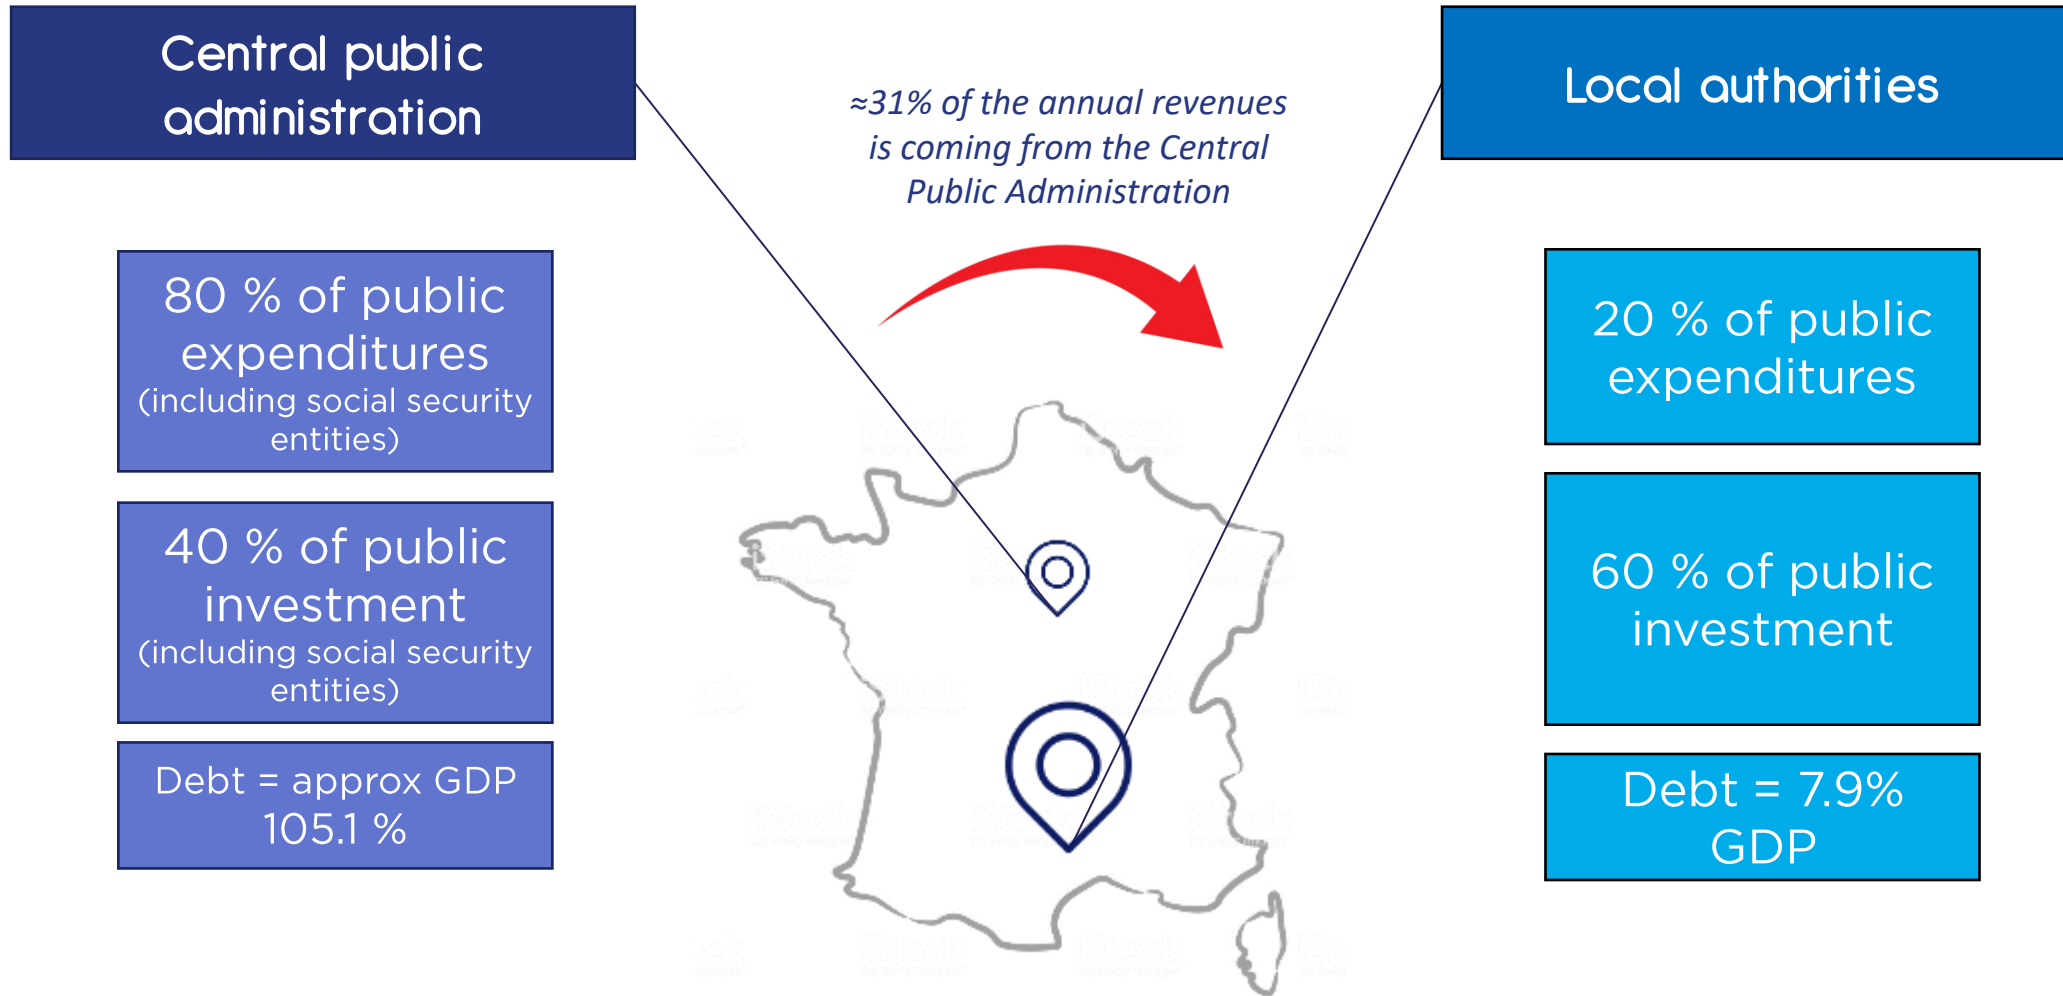 Central public
administration
≈31% of the annual revenues
is coming from the Central
Public Administration
Local authorities
80 % of public
expenditures
(including social security
entities)
40 % of public
investment
(including social security
entities)
Debt = approx GDP
105.1 %
20 % of public
expenditures
60 % of public
investment
Debt = 7.9%
GDP